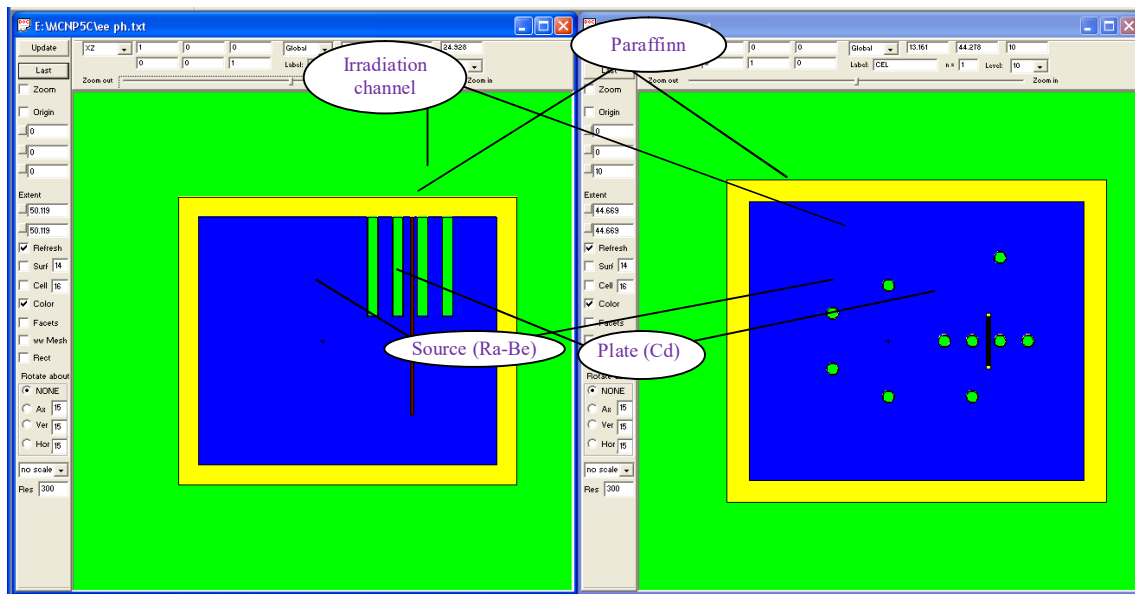 E:\MCNP5C\ee ph.txt
Update
XZ
1
0
0
Global
24.928
0
0
1
Label:
Last
Zoom out
Zoom
Origin
0
0
0
Extent
50.119
50.119
Refresh
Surf 14
Cell 16
Color
Facets
Mesh
Rect
Rotate about
NONE
Ax 15
Ver 15
Hor 15
no scale
Res 300
Irradiation
channel
Paraffinn
Source (Ra-Be)
Plate (Cd)
0
0
Global
13.161
44.278
10
1
0
Label: CEL
n = 1
Level: 10
Last
Zoom out
Zoom in
Zoom
Origin
0
0
10
Extent
44.669
44.669
Refresh
Surf 14
Cell 16
Color
Facets
NONE
Ax 15
Ver 15
Hor 15
no scale
Res 300